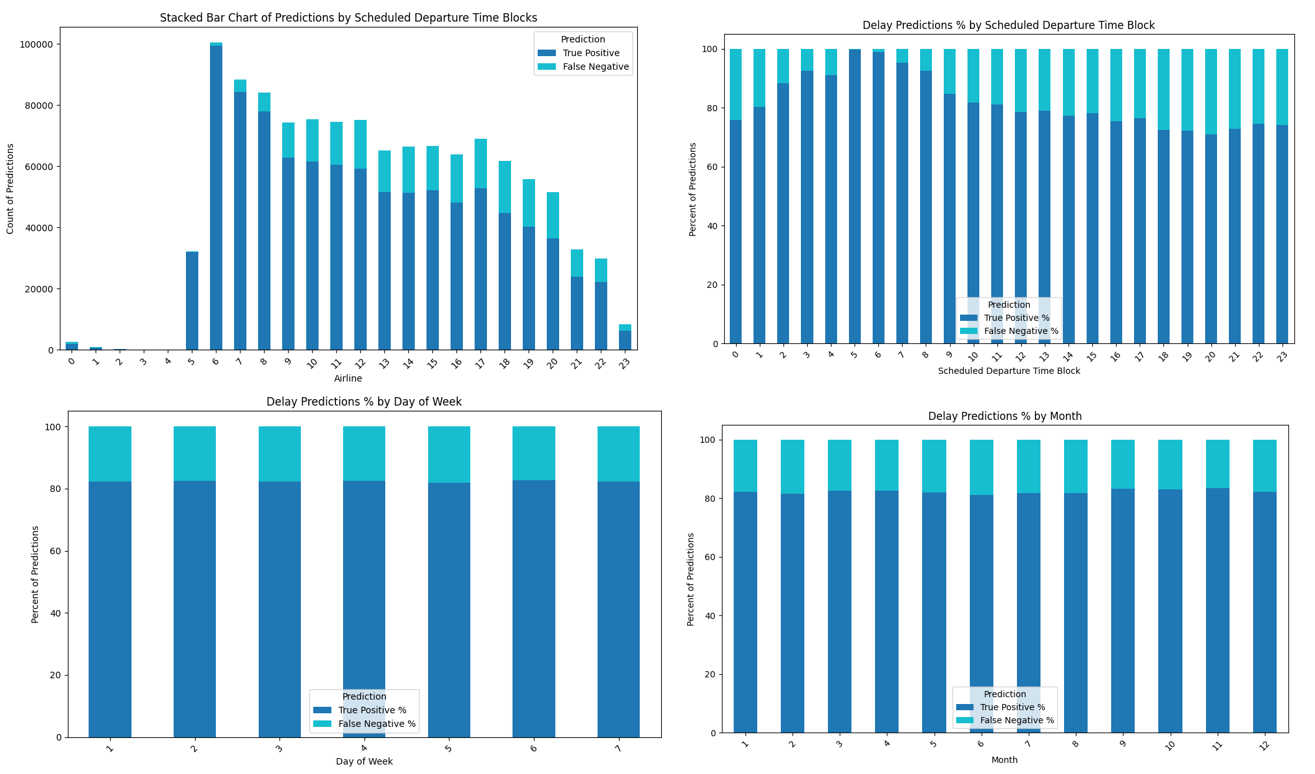 Stacked Bar Chart of Predictions by Scheduled Departure Time Blocks
Prediction
True Positive
False Negative
Count of Predictions
100000
80000
60000
40000
20000
0
0 1 2 3 4 5 6 7 8 9 10 11 12 13 14 15 16 17 18 19 20 21 22 23
Airline
Delay Predictions % by Scheduled Departure Time Block
Percent of Predictions
100
80
60
40
20
0
Prediction
True Positive %
False Negative %
0 1 2 3 4 5 6 7 8 9 10 11 12 13 14 15 16 17 18 19 20 21 22 23
Scheduled Departure Time Block
Delay Predictions % by Day of Week
Percent of Predictions
100
80
60
40
20
0
Prediction
True Positive %
False Negative %
1 2 3 4 5 6 7
Day of Week
Delay Predictions % by Month
Percent of Predictions
100
80
60
40
20
0
Prediction
True Positive %
False Negative %
1 2 3 4 5 6 7 8 9 10 11 12
Month